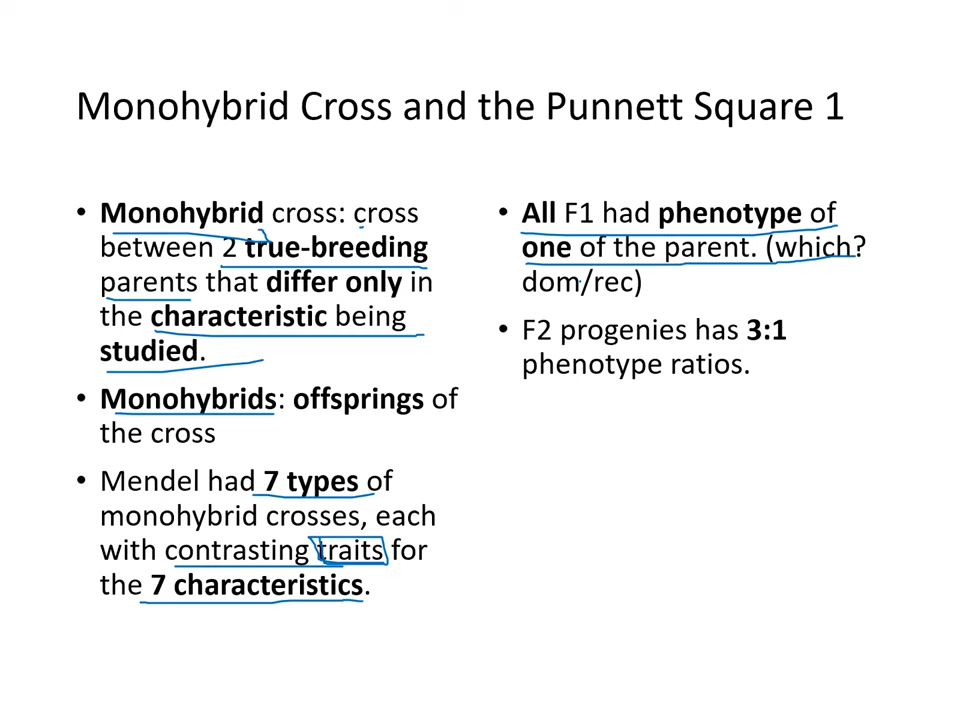 Monohybrid Cross and the Punnett Square 1
• Monohybrid cross: cross
between 2 true-breeding
parents that differ only in
the characteristic being
studied.
• Monohybrids: offsprings of
the cross
• Mendel had 7 types of
monohybrid crosses, each
with contrasting traits for
the 7 characteristics.
• All F1 had phenotype of
one of the parent. (which?
dom/rec)
• F2 progenies has 3:1
phenotype ratios.